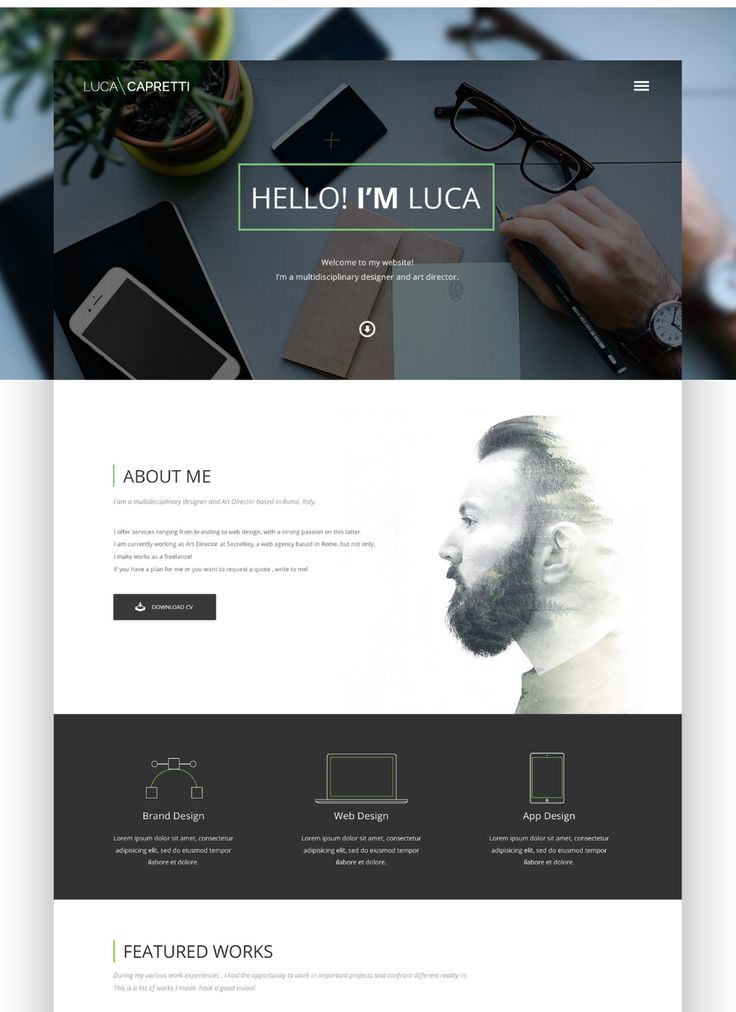 LUCA\CAPRETTI
HELLO! I'M LUCA
Welcome to my website!
I'm a multidisciplinary designer and art director.
ABOUT ME
I am a multidisciplinary designer and Art Director based in Rome, Italy.
I offer services ranging from branding to web design, with a strong passion on this latter.
I am currently working as Art Director at Secretkey, a web agency based in Rome, but not only,
I make works as a freelance!
If you have a plan for me or you want to request a quote , write to me!
DOWNLOAD CV
Brand Design
Web Design
App Design
Lorem ipsum dolor sit amet, consectetur
adipisicing elit, sed do eiusmod tempor
ilabore et dolore.
Lorem ipsum dolor sit amet, consectetur
adipisicing elit, sed do eiusmod tempor
ilabore et dolore.
Lorem ipsum dolor sit amet, consectetur
adipisicing elit, sed do eiusmod tempor
ilabore et dolore.
FEATURED WORKS
During my various work experiences , I had the opportunity to work in important projects and confront different reality in.
This is a list of works I made, have a good vision!